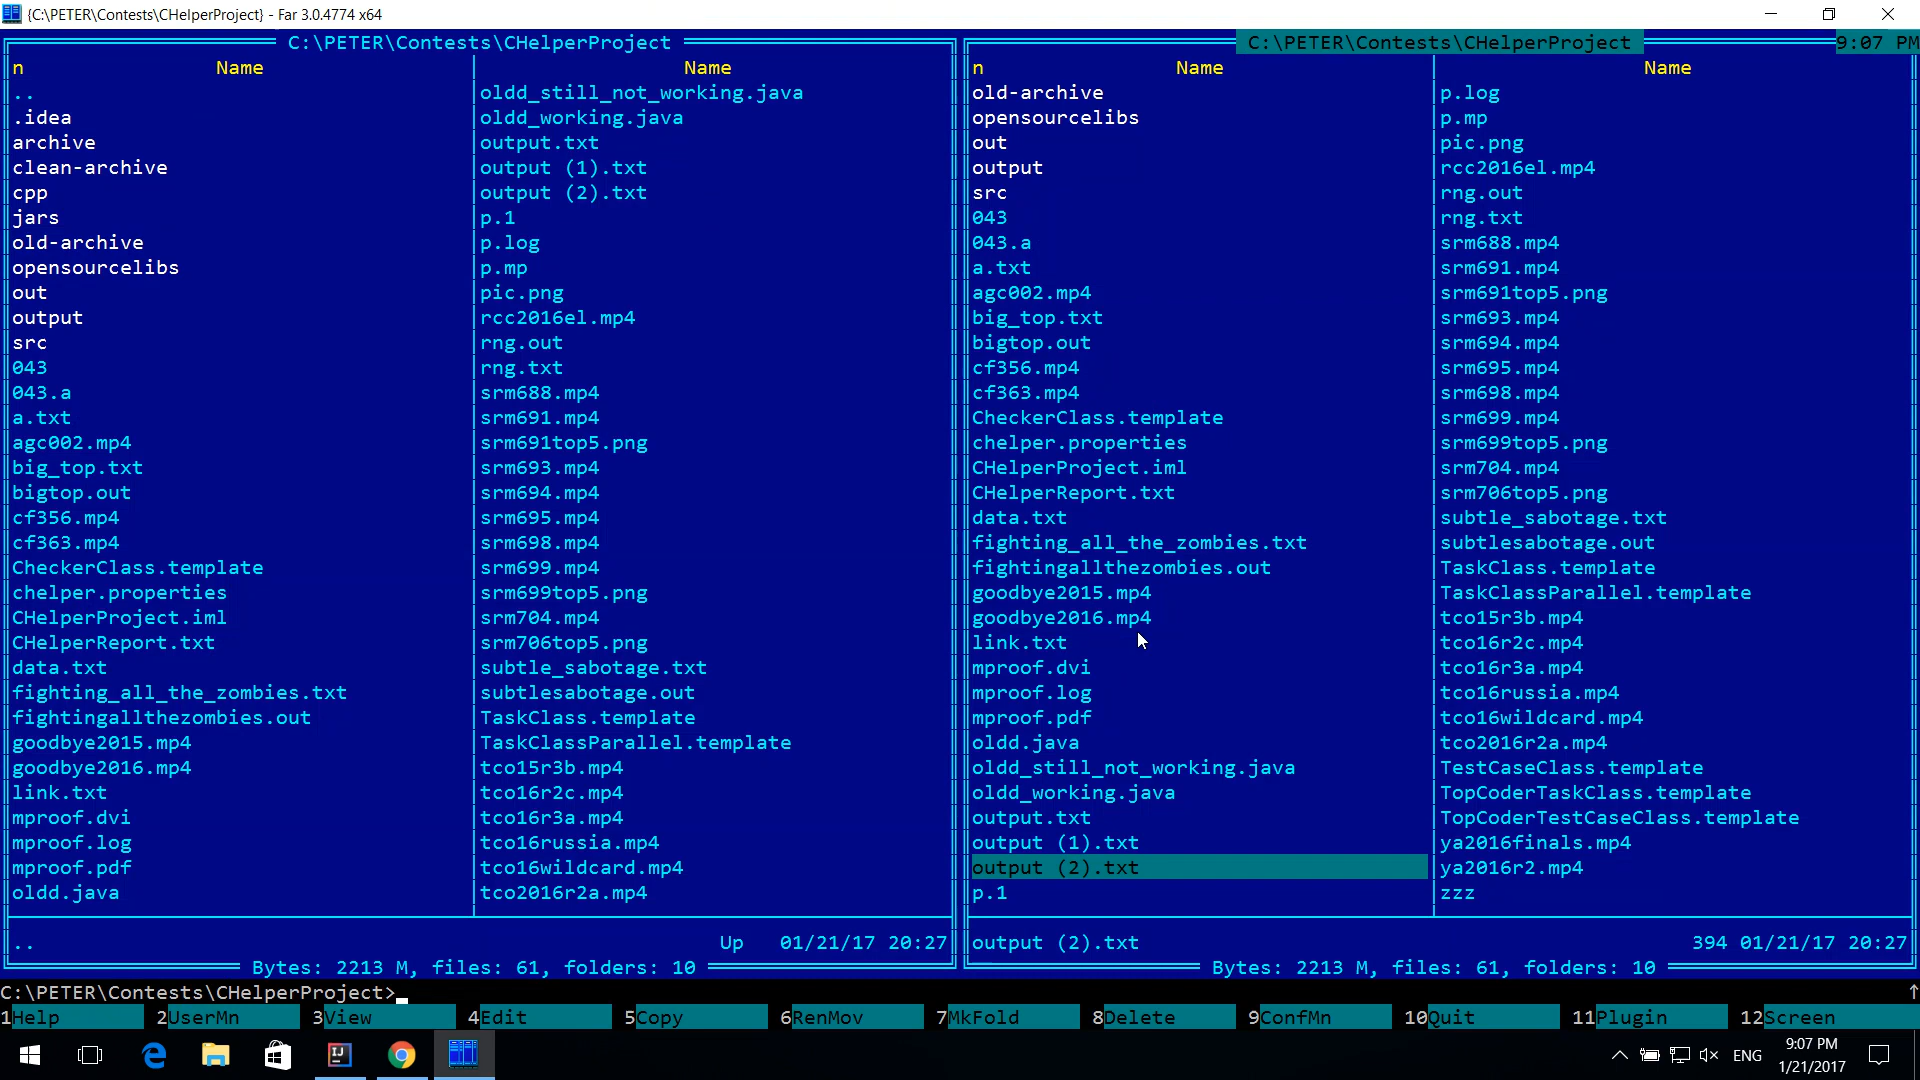 {C:\PETER\Contests\CHelperProject} - Far 3.0.4774 x64
C:\PETER\Contests\CHelperProject
n Name Name
.. oldd_still_not_working.java
.idea oldd_working.java
archive output.txt
clean-archive output (1).txt
cpp output (2).txt
jars p.1
old-archive p.log
opensourcelibs p.mp
out pic.png
output rcc2016el.mp4
src rng.out
043 rng.txt
043.a srm688.mp4
a.txt srm691.mp4
agc002.mp4 srm691top5.png
big_top.txt srm693.mp4
bigtop.out srm694.mp4
cf356.mp4 srm695.mp4
cf363.mp4 srm698.mp4
CheckerClass.template srm699.mp4
chelper.properties srm699top5.png
CHelperProject.iml srm704.mp4
CHelperReport.txt srm706top5.png
data.txt subtle_sabotage.txt
fighting_all_the_zombies.txt subtlesabotage.out
fightingallthezombies.out TaskClass.template
goodbye2015.mp4 TaskClassParallel.template
goodbye2016.mp4 tco15r3b.mp4
link.txt tco16r2c.mp4
mproof.dvi tco16r3a.mp4
mproof.log tco16russia.mp4
mproof.pdf tco16wildcard.mp4
oldd.java tco2016r2a.mp4
.. Up 01/21/17 20:27
Bytes: 2213 M, files: 61, folders: 10
C:\PETER\Contests\CHelperProject 9:07 PM
n Name Name
old-archive p.log
opensourcelibs p.mp
out pic.png
output rcc2016el.mp4
src rng.out
043 rng.txt
043.a srm688.mp4
a.txt srm691.mp4
agc002.mp4 srm691top5.png
big_top.txt srm693.mp4
bigtop.out srm694.mp4
cf356.mp4 srm695.mp4
cf363.mp4 srm698.mp4
CheckerClass.template srm699.mp4
chelper.properties srm699top5.png
CHelperProject.iml srm704.mp4
CHelperReport.txt srm706top5.png
data.txt subtle_sabotage.txt
fighting_all_the_zombies.txt subtlesabotage.out
fightingallthezombies.out TaskClass.template
goodbye2015.mp4 TaskClassParallel.template
goodbye2016.mp4 tco15r3b.mp4
link.txt tco16r2c.mp4
mproof.dvi tco16r3a.mp4
mproof.log tco16russia.mp4
mproof.pdf tco16wildcard.mp4
oldd.java tco2016r2a.mp4
oldd_still_not_working.java TestCaseClass.template
oldd_working.java TopCoderTaskClass.template
output.txt TopCoderTestCaseClass.template
output (1).txt ya2016finals.mp4
output (2).txt ya2016r2.mp4
p.1 zzz
output (2).txt 394 01/21/17 20:27
Bytes: 2213 M, files: 61, folders: 10
C:\PETER\Contests\CHelperProject>
1Help 2UserMn 3View 4Edit 5Copy 6RenMov 7MkFold 8Delete 9ConfMn 10Quit 11Plugin 12Screen
ENG
9:07 PM
1/21/2017